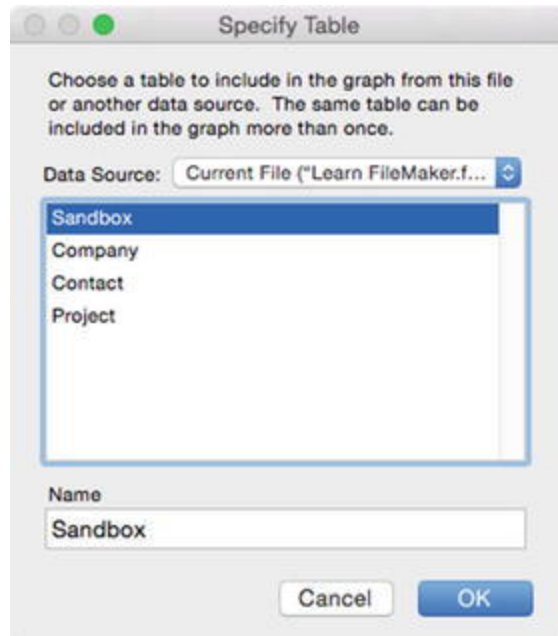 Specify Table
Choose a table to include in the graph from this file
or another data source. The same table can be
included in the graph more than once.
Data Source: Current File ("Learn FileMaker.f...
Sandbox
Company
Contact
Project
Name
Sandbox
Cancel OK